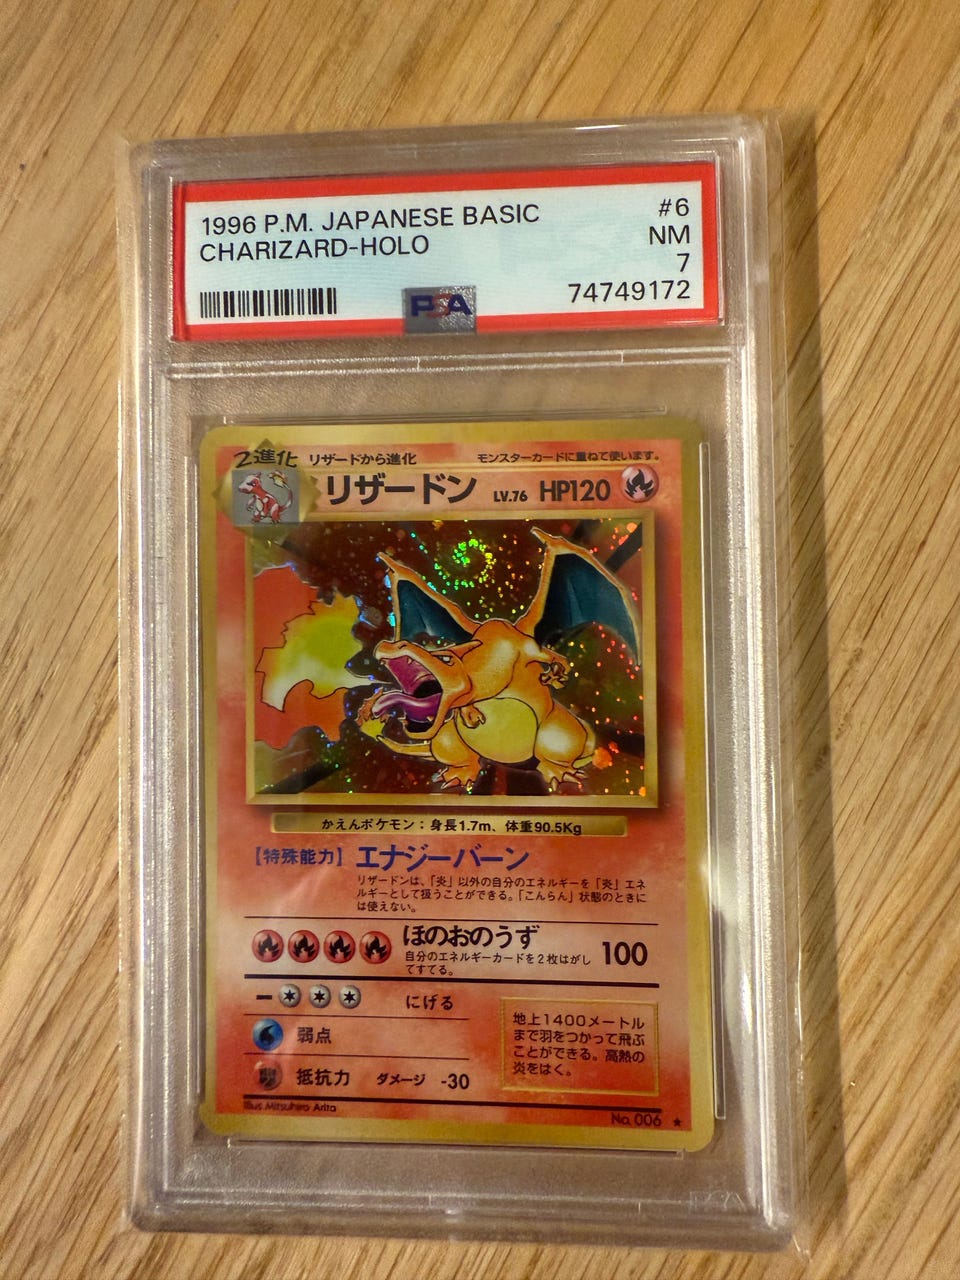 1996 P.M. JAPANESE BASIC
#6
CHARIZARD-HOLO
NM
7
PSA
74749172
2進化
リザードから進化
モンスターカードに重ねて使います。
リザードン LV.76 HP120
かえんポケモン：身長1.7m、体重90.5Kg
【特殊能力】エナジーバーン
リザードンは、「炎」以外の自分のエネルギーを「炎」エネ
ルギーとして扱うことができる。「こんらん」状態のときに
は使えない。
ほのおのうず
自分のエネルギーカードを2枚はがし
てすてる。
100
にげる
弱点
抵抗力 ダメージ -30
地上1400メートル
まで羽をつかって飛ぶ
ことができる。高熱の
炎をはく。
Illus. Mitsuhiro Arita
No. 006 ★
PSA